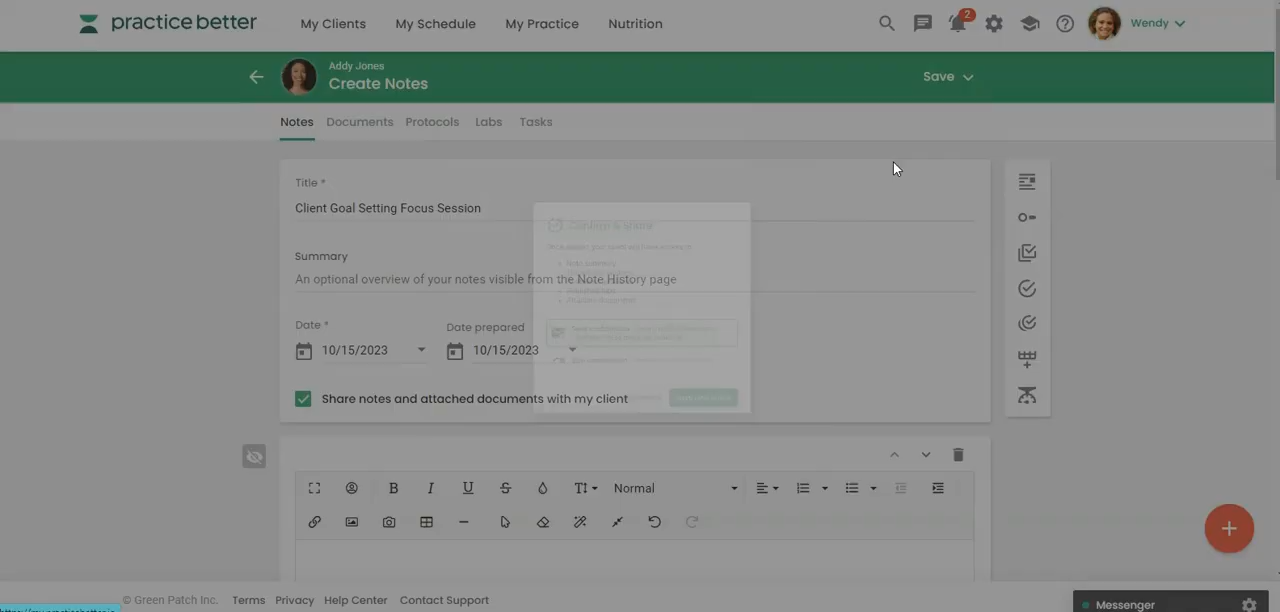 practice better
My Clients
My Schedule
My Practice
Nutrition
2
Wendy
Addy Jones
Create Notes
Save
Notes
Documents
Protocols
Labs
Tasks
Title *
Client Goal Setting Focus Session
Confirm & Share
Summary
An optional overview of your notes visible from the Note History page
Date *
Date prepared
10/15/2023
10/15/2023
Share notes and attached documents with my client
B I U S
Normal
© Green Patch Inc.
Terms
Privacy
Help Center
Contact Support
Messenger